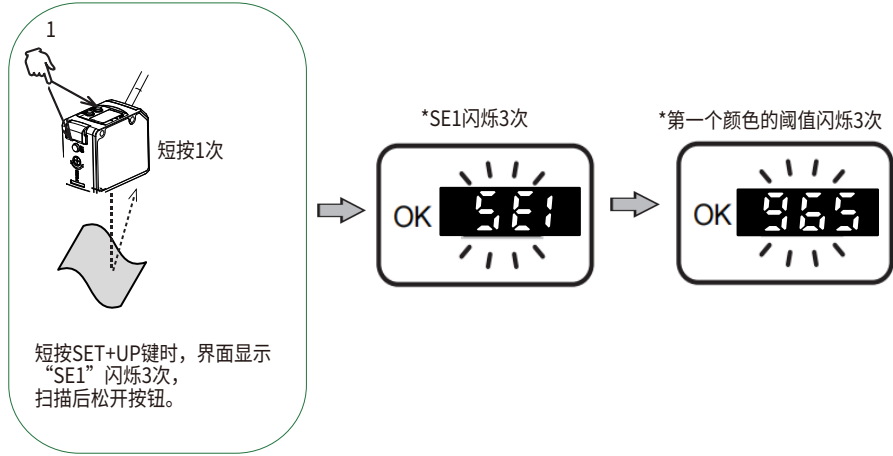 1
短按1次
短按SET+UP键时，界面显示
“SE1”闪烁3次，
扫描后松开按钮。
*SE1闪烁3次
OK SE1
*第一个颜色的阈值闪烁3次
OK 965